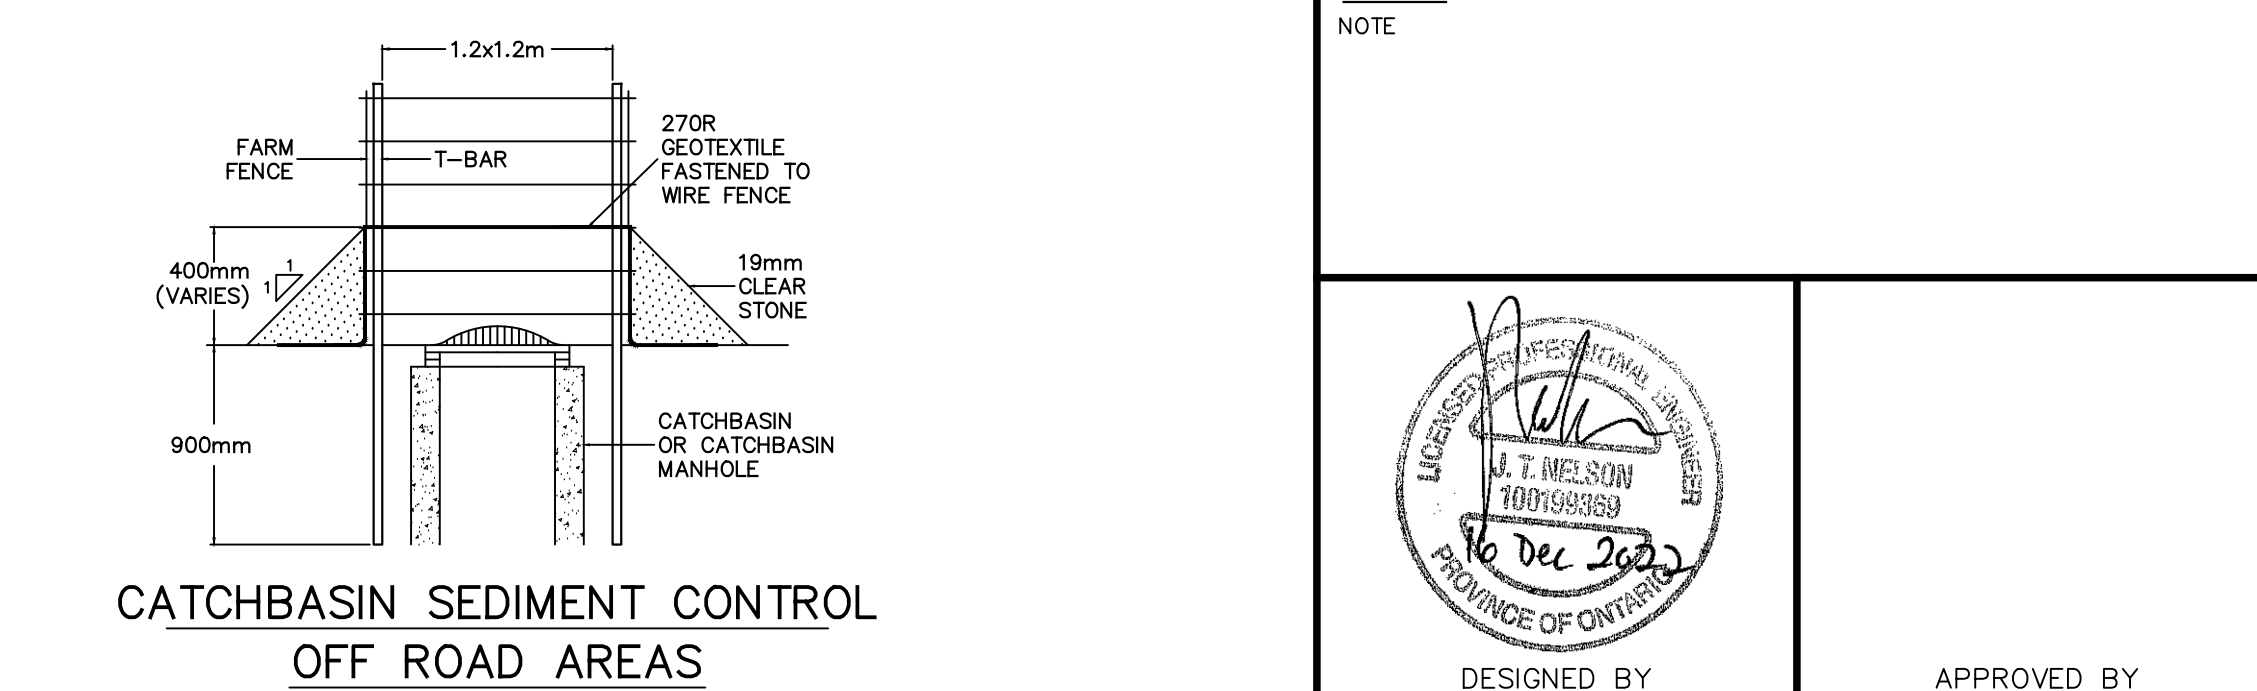 1.2x1.2m
FARM
FENCE
T-BAR
270R
GEOTEXTILE
FASTENED TO
WIRE FENCE
400mm
(VARIES)
1
1
19mm
CLEAR
STONE
900mm
CATCHBASIN
OR CATCHBASIN
MANHOLE
CATCHBASIN SEDIMENT CONTROL
OFF ROAD AREAS
NOTE
LICENSED PROFESSIONAL ENGINEER
J. T. NELSON
100199369
16 Dec 2022
PROVINCE OF ONTARIO
DESIGNED BY
APPROVED BY